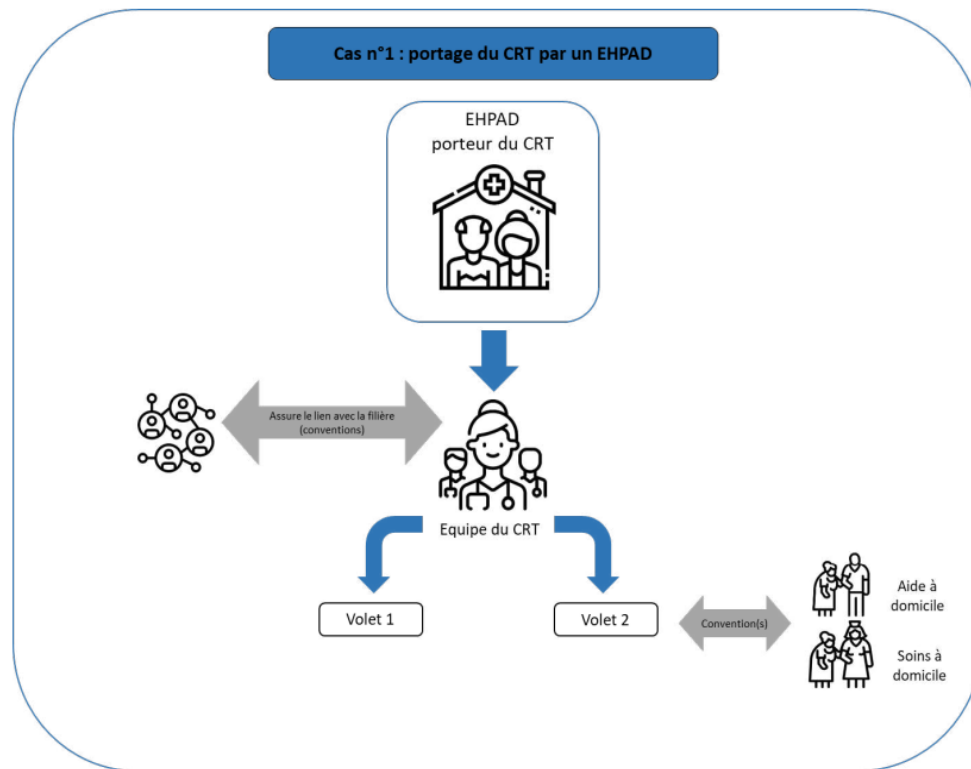 Cas n°1 : portage du CRT par un EHPAD
EHPAD
porteur du CRT
Assure le lien avec la filière
(conventions)
Equipe du CRT
Volet 1
Volet 2
Convention(s)
Aide à
domicile
Soins à
domicile